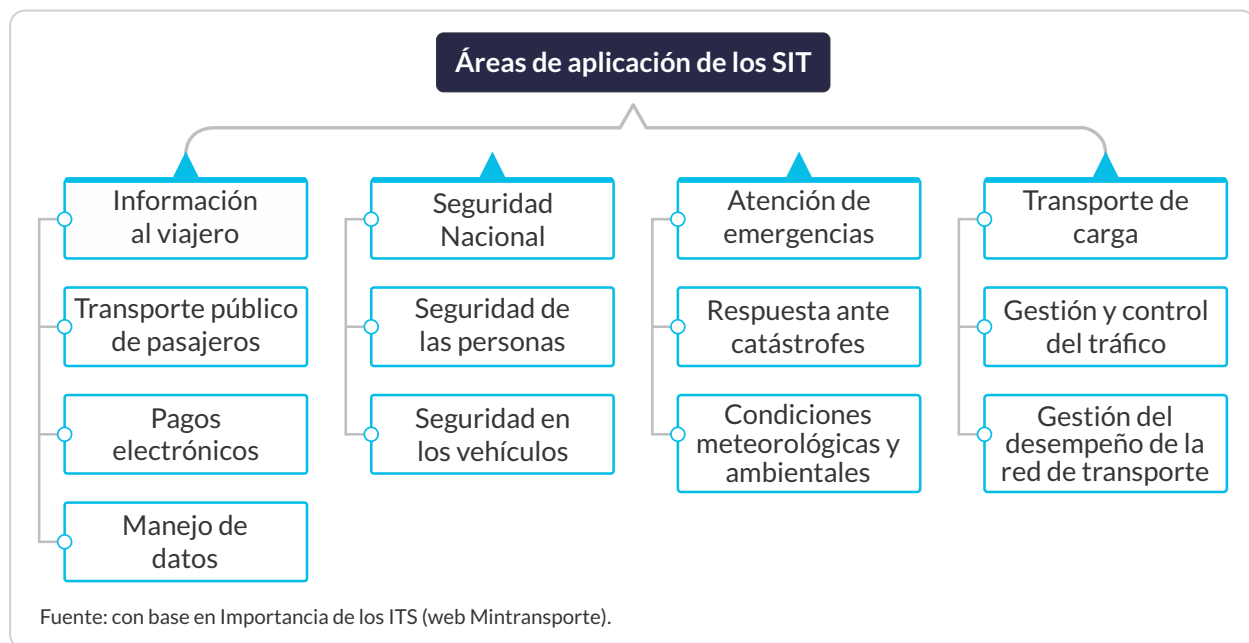 Áreas de aplicación de los SIT
Información
al viajero
Transporte público
de pasajeros
Pagos
electrónicos
Manejo de
datos
Seguridad
Nacional
Seguridad de
las personas
Seguridad en
los vehículos
Atención de
emergencias
Respuesta ante
catástrofes
Condiciones
meteorológicas y
ambientales
Transporte de
carga
Gestión y control
del tráfico
Gestión del
desempeño de la
red de transporte
Fuente: con base en Importancia de los ITS (web Mintransporte).